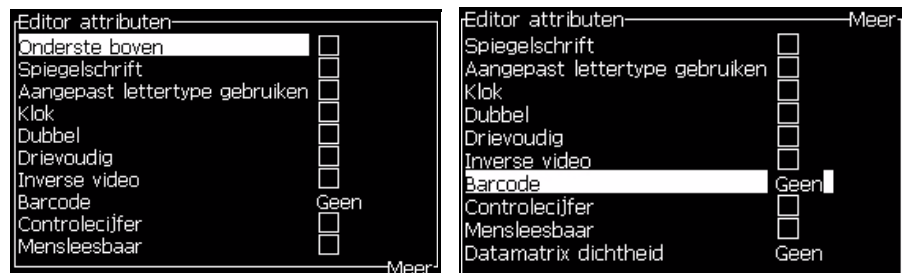 Editor attributen
Onderste boven
Spiegelschrift
Aangepast lettertype gebruiken
Klok
Dubbel
Drievoudig
Inverse video
Barcode Geen
Controlecijfer
Mensleesbaar
Meer
Editor attributen Meer
Spiegelschrift
Aangepast lettertype gebruiken
Klok
Dubbel
Drievoudig
Inverse video
Barcode Geen
Controlecijfer
Mensleesbaar
Datamatrix dichtheid Geen